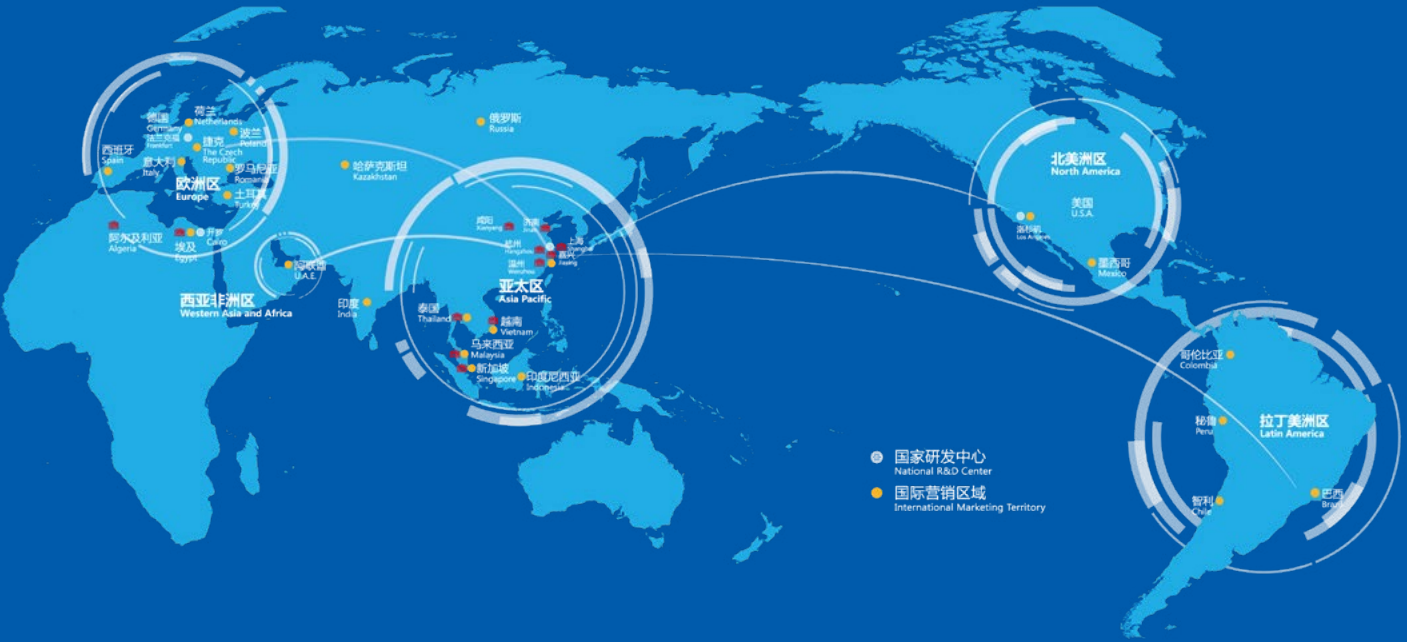 荷兰
Netherlands
德国
Germany
法兰克福
Frankfurt
波兰
Poland
捷克
The Czech
Republic
西班牙
Spain
意大利
Italy
罗马尼亚
Romania
欧洲区
Europe
土耳其
Turkey
阿尔及利亚
Algeria
埃及
Egypt
开罗
Cairo
阿联酋
U.A.E.
西亚非洲区
Western Asia and Africa
俄罗斯
Russia
哈萨克斯坦
Kazakhstan
印度
India
咸阳
Xianyang
济南
Jinan
上海
Shanghai
杭州
Hangzhou
嘉兴
Jiaxing
温州
Wenzhou
亚太区
Asia Pacific
泰国
Thailand
越南
Vietnam
马来西亚
Malaysia
新加坡
Singapore
印度尼西亚
Indonesia
北美洲区
North America
美国
U.S.A.
洛杉矶
Los Angeles
墨西哥
Mexico
哥伦比亚
Colombia
秘鲁
Peru
拉丁美洲区
Latin America
智利
Chile
巴西
Brazil
国家研发中心
National R&D Center
国际营销区域
International Marketing Territory